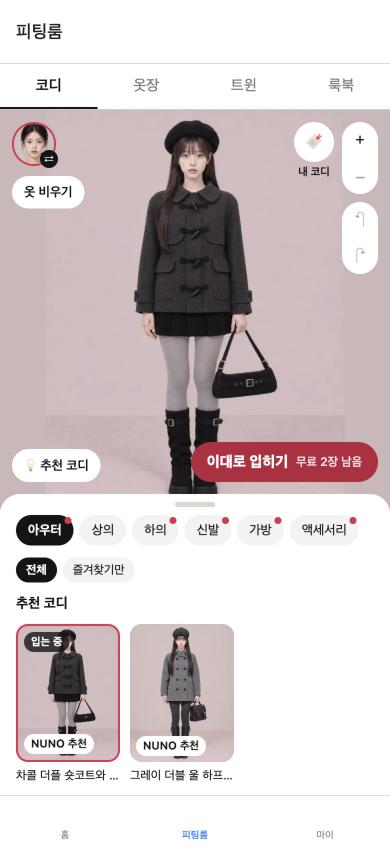 피팅룸
코디
옷장
트윈
룩북
내 코디
옷 비우기
추천 코디
이대로 입히기 무료 2장 남음
아우터
상의
하의
신발
가방
액세서리
전체
즐겨찾기만
추천 코디
입는 중
NUNO 추천
NUNO 추천
차콜 더플 숏코트와 ...
그레이 더블 울 하프...
홈
피팅룸
마이